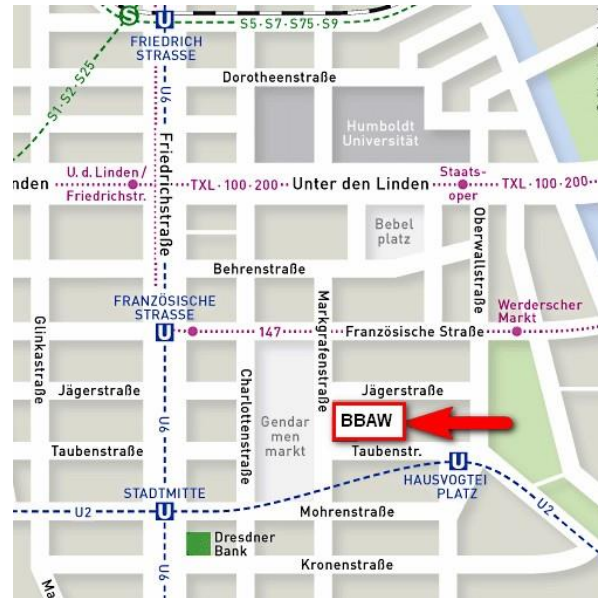 S
U
S5·S7·S75·S9
FRIEDRICH
STRASSE
S1·S2·S25
U6
Dorotheenstraße
Humboldt
Universität
Friedrichstraße
nden
U. d. Linden /
Friedrichstr.
TXL·100·200
Unter den Linden
Staats-
oper
TXL·100·200
Bebel
platz
Oberwallstraße
Behrenstraße
FRANZÖSISCHE
STRASSE
U
147
Markgrafenstraße
Französische Straße
Werderscher
Markt
Glinkastraße
Jägerstraße
Charlottenstraße
Jägerstraße
Gendar
men
markt
BBAW
U6
Taubenstraße
Taubenstr.
U
HAUSVOGTEI
PLATZ
STADTMITTE
U2
U
Mohrenstraße
U2
Dresdner
Bank
Kronenstraße
U6
Ma